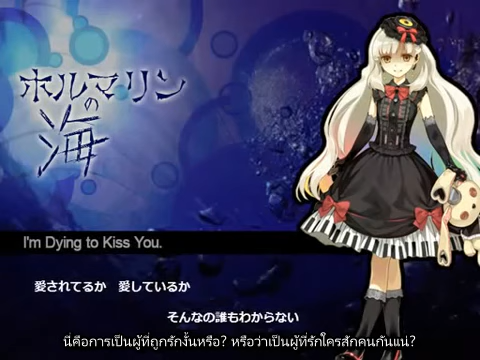 ホルマリン
の
海
I'm Dying to Kiss You.
愛されてるか 愛しているか
そんなの誰もわからない
นี่คือการเป็นผู้ที่ถูกรักงั้นหรือ? หรือว่าเป็นผู้ที่รักใครสักคนกันแน่?